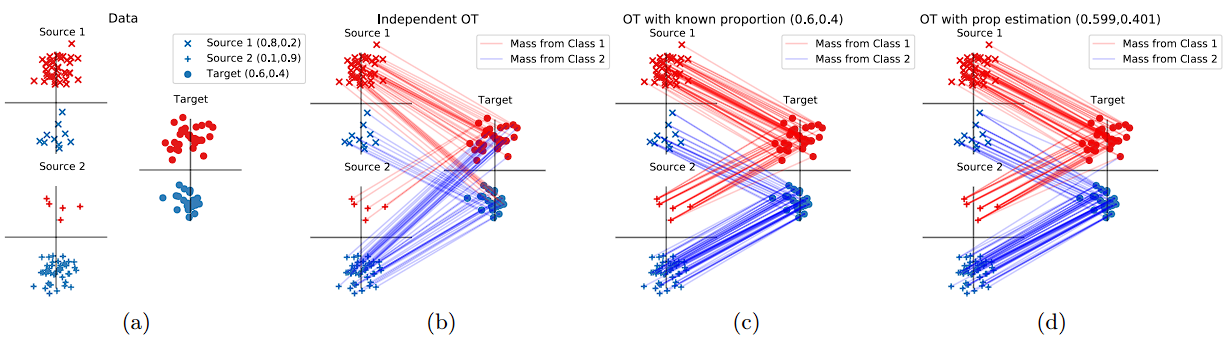 Data
Source 1
Source 1 (0.8,0.2)
Source 2 (0.1,0.9)
Target (0.6,0.4)
Target
Source 2
(a)
Independent OT
Source 1
Mass from Class 1
Mass from Class 2
Target
Source 2
(b)
OT with known proportion (0.6,0.4)
Source 1
Mass from Class 1
Mass from Class 2
Target
Source 2
(c)
OT with prop estimation (0.599,0.401)
Source 1
Mass from Class 1
Mass from Class 2
Target
Source 2
(d)